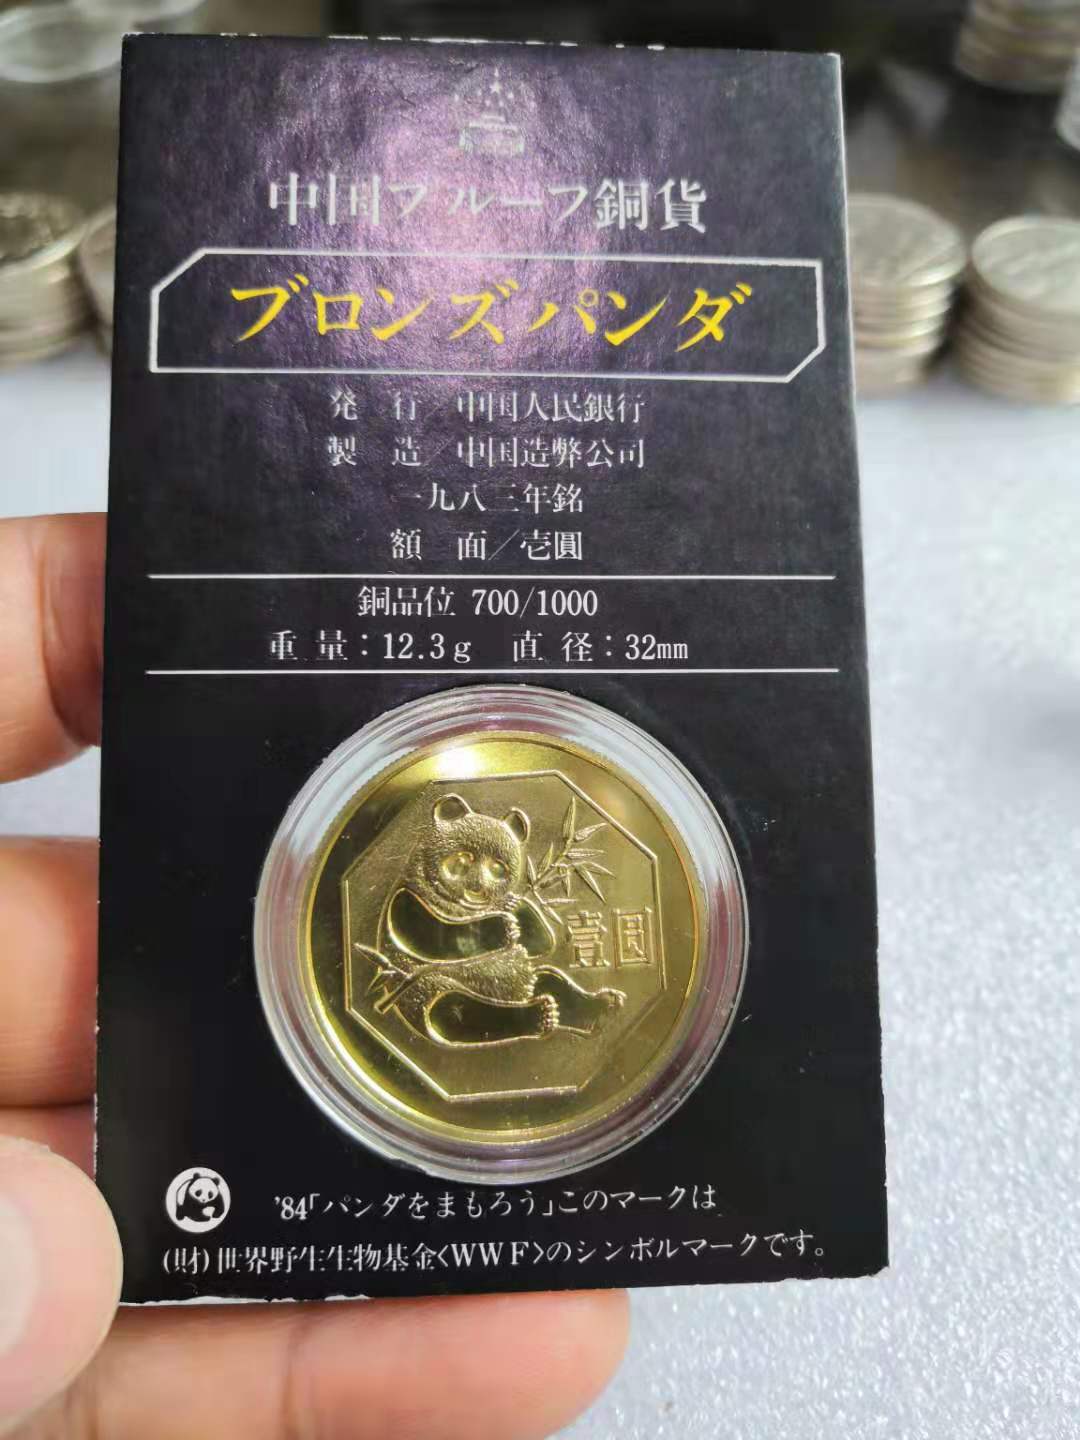 中国プルーフ銅貨
ブロンズパンダ
発 行／中国人民銀行
製 造／中国造幣公司
一九八三年銘
額 面／壱圓
銅品位 700/1000
重量：12.3g 直径：32mm
壹圆
'84「パンダをまもろう」このマークは
(財)世界野生生物基金〈WWF〉のシンボルマークです。